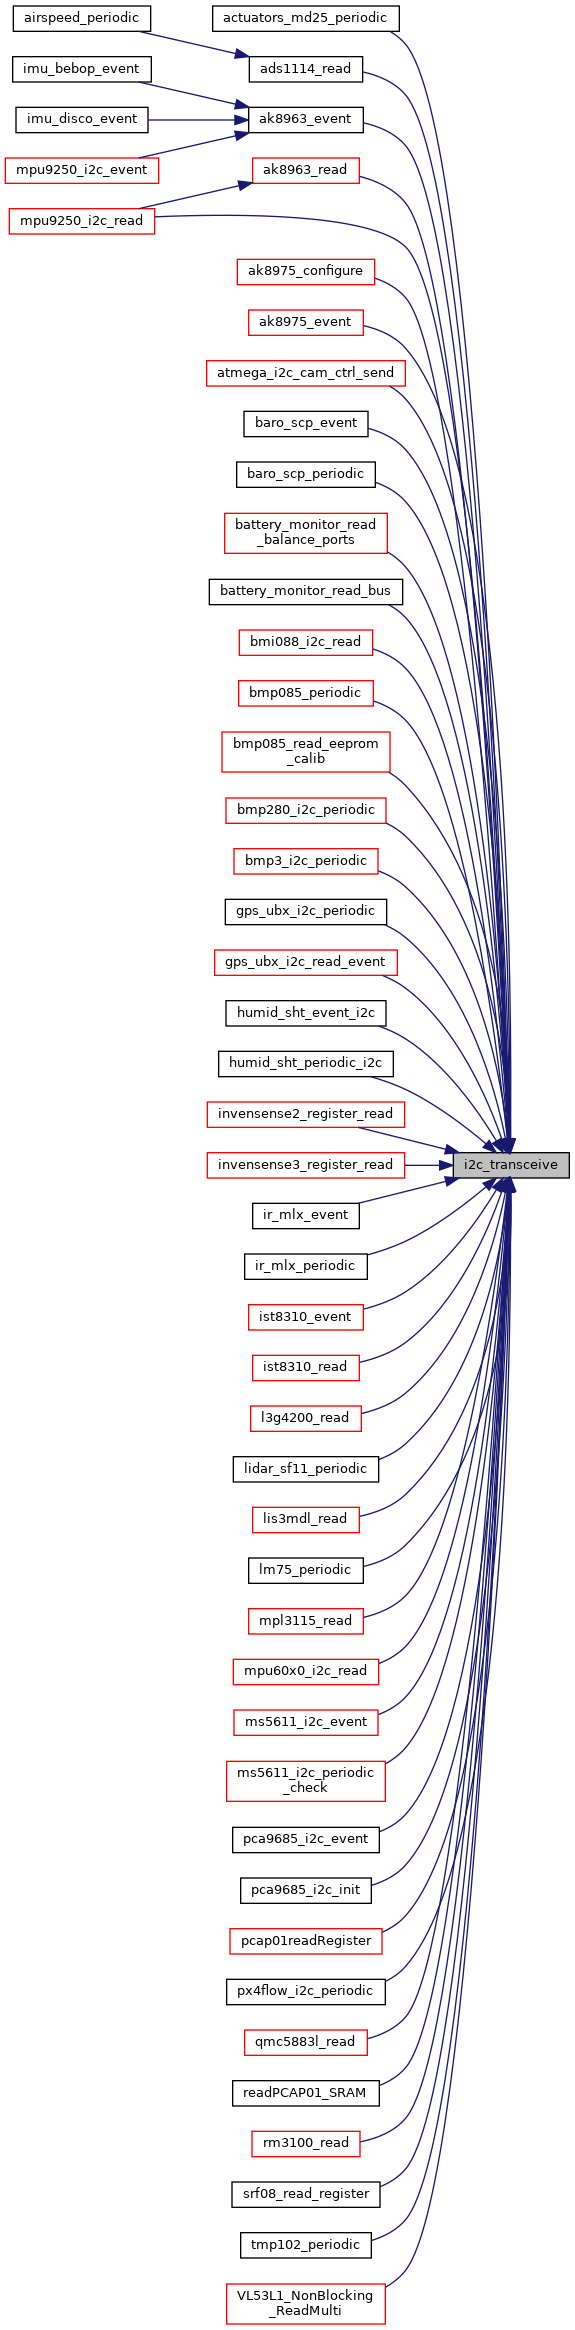 airspeed_periodic
actuators_md25_periodic
imu_bebop_event
ads1114_read
imu_disco_event
ak8963_event
mpu9250_i2c_event
ak8963_read
mpu9250_i2c_read
ak8975_configure
ak8975_event
atmega_i2c_cam_ctrl_send
baro_scp_event
baro_scp_periodic
battery_monitor_read
_balance_ports
battery_monitor_read_bus
bmi088_i2c_read
bmp085_periodic
bmp085_read_eeprom
_calib
bmp280_i2c_periodic
bmp3_i2c_periodic
gps_ubx_i2c_periodic
gps_ubx_i2c_read_event
humid_sht_event_i2c
humid_sht_periodic_i2c
invensense2_register_read
invensense3_register_read
i2c_transceive
ir_mlx_event
ir_mlx_periodic
ist8310_event
ist8310_read
l3g4200_read
lidar_sf11_periodic
lis3mdl_read
lm75_periodic
mpl3115_read
mpu60x0_i2c_read
ms5611_i2c_event
ms5611_i2c_periodic
_check
pca9685_i2c_event
pca9685_i2c_init
pcap01readRegister
px4flow_i2c_periodic
qmc5883l_read
readPCAP01_SRAM
rm3100_read
srf08_read_register
tmp102_periodic
VL53L1_NonBlocking
_ReadMulti